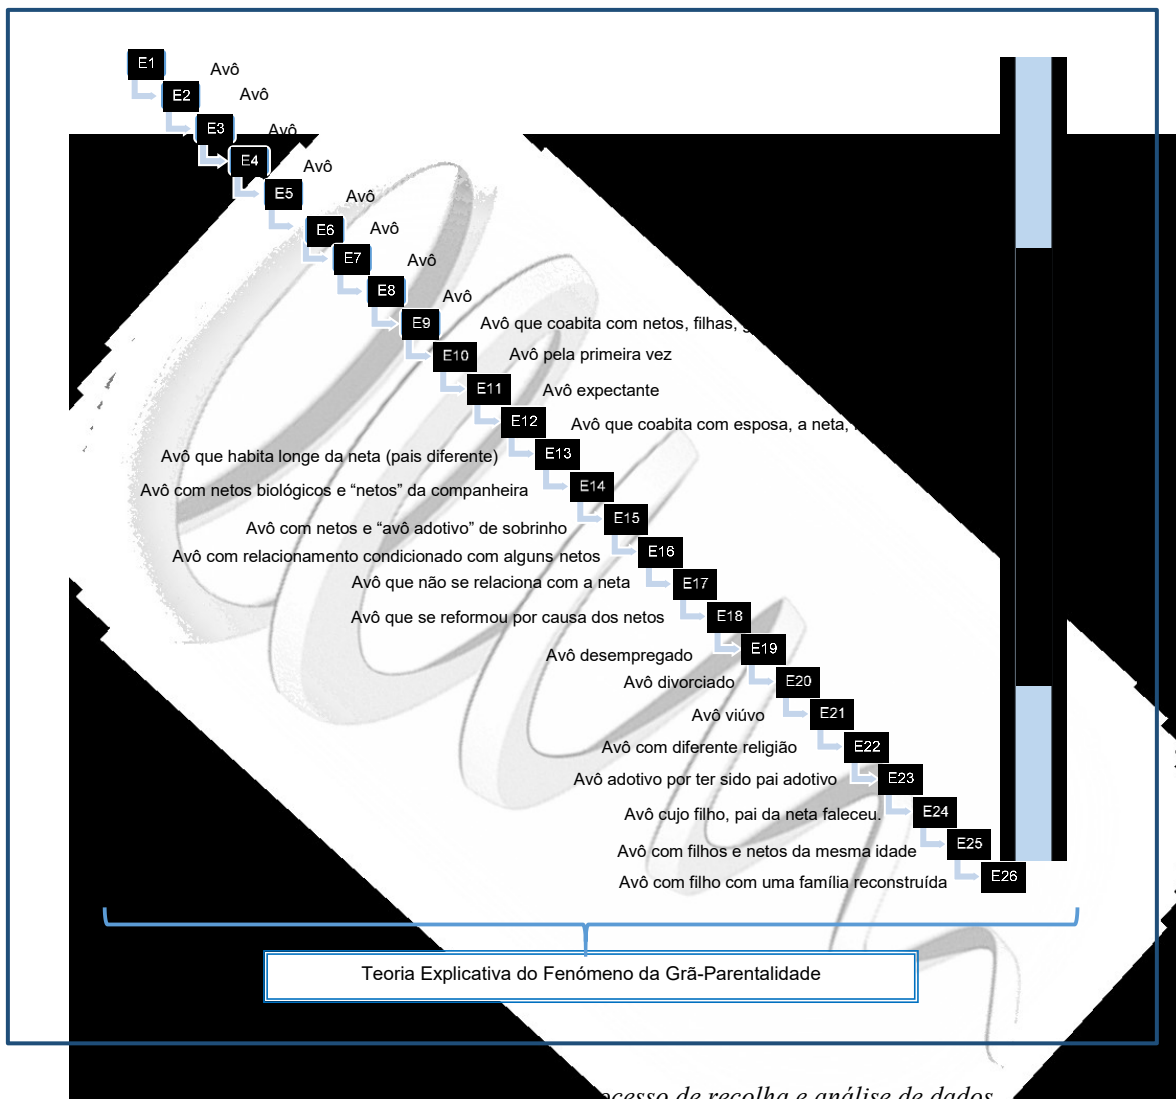 E1
Avô
E2
Avô
E3
Avô
E4
Avô
E5
Avô
E6
Avô
E7
Avô
E8
Avô
E9
Avô que coabita com netos, filhas,
E10
Avô pela primeira vez
E11
Avô expectante
E12
Avô que coabita com esposa, a neta,
E13
Avô que habita longe da neta (pais diferente)
E14
Avô com netos biológicos e “netos” da companheira
E15
Avô com netos e “avô adotivo” de sobrinho
E16
Avô com relacionamento condicionado com alguns netos
E17
Avô que não se relaciona com a neta
E18
Avô que se reformou por causa dos netos
E19
Avô desempregado
E20
Avô divorciado
E21
Avô viúvo
E22
Avô com diferente religião
E23
Avô adotivo por ter sido pai adotivo
E24
Avô cujo filho, pai da neta faleceu.
E25
Avô com filhos e netos da mesma idade
E26
Avô com filho com uma família reconstruída
Teoria Explicativa do Fenómeno da Grã-Parentalidade
de recolha e análise de dados